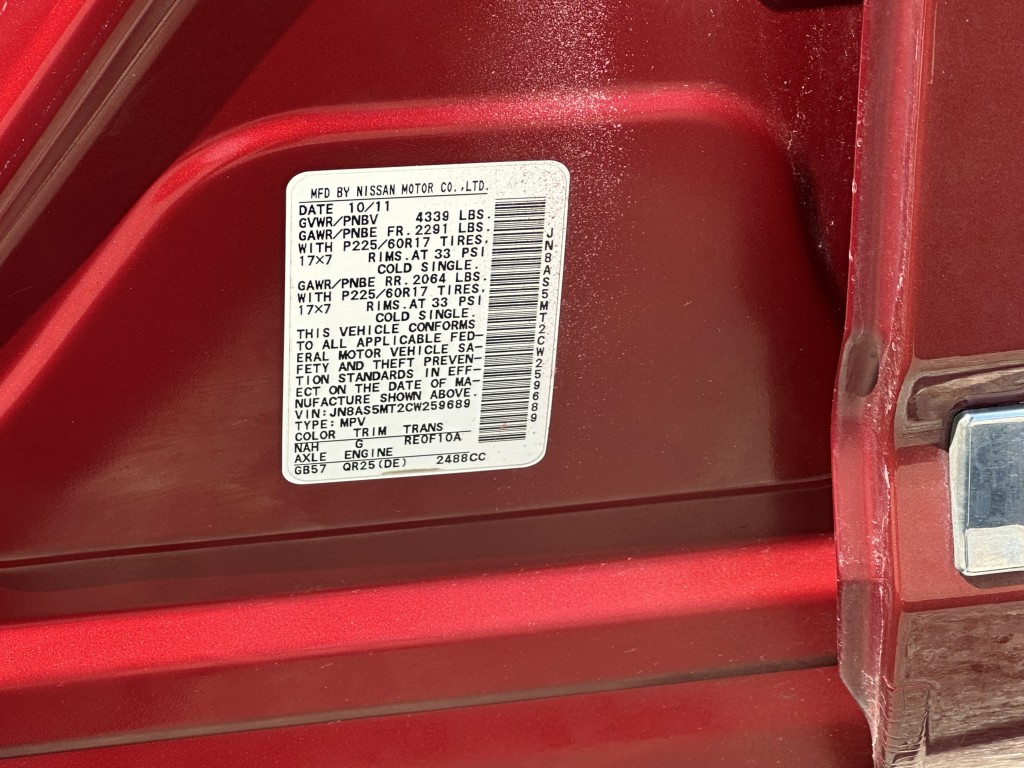 MFD BY NISSAN MOTOR CO.,LTD.
DATE 10/11
GVWR/PNBV 4339 LBS.
GAWR/PNBE FR. 2291 LBS.
WITH P225/60R17 TIRES,
17×7 RIMS.AT 33 PSI
COLD SINGLE.
GAWR/PNBE RR. 2064 LBS.
WITH P225/60R17 TIRES,
17×7 RIMS.AT 33 PSI
COLD SINGLE.
THIS VEHICLE CONFORMS
TO ALL APPLICABLE FED-
ERAL MOTOR VEHICLE SA-
FETY AND THEFT PREVEN-
TION STANDARDS IN EFF-
ECT ON THE DATE OF MA-
NUFACTURE SHOWN ABOVE.
VIN:JN8AS5MT2CW259689
TYPE:MPV
COLOR TRIM TRANS
NAH G RE0F10A
AXLE ENGINE
GB57 QR25(DE) 2488CC
JN8AS5MT2CW259689